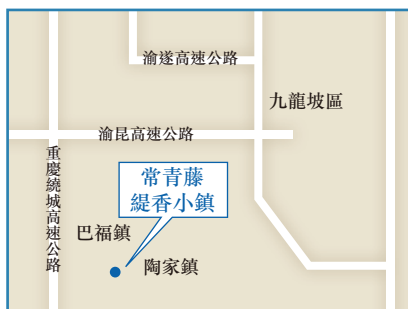 渝遂高速公路
九龍坡區
渝昆高速公路
重慶繞城高速公路
常青藤
緹香小鎮
巴福鎮
陶家鎮